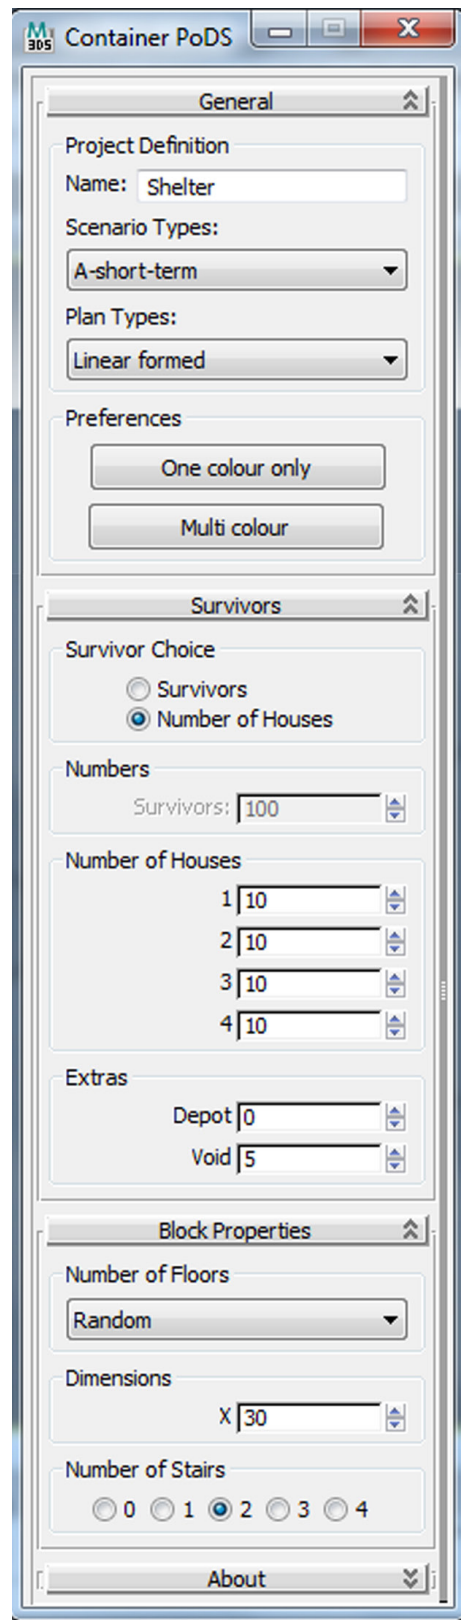 M
3DS
Container PoDS
General
Project Definition
Name: Shelter
Scenario Types:
A-short-term
Plan Types:
Linear formed
Preferences
One colour only
Multi colour
Survivors
Survivor Choice
Survivors
Number of Houses
Numbers
Survivors: 100
Number of Houses
1 10
2 10
3 10
4 10
Extras
Depot 0
Void 5
Block Properties
Number of Floors
Random
Dimensions
X 30
Number of Stairs
0 1 2 3 4
About